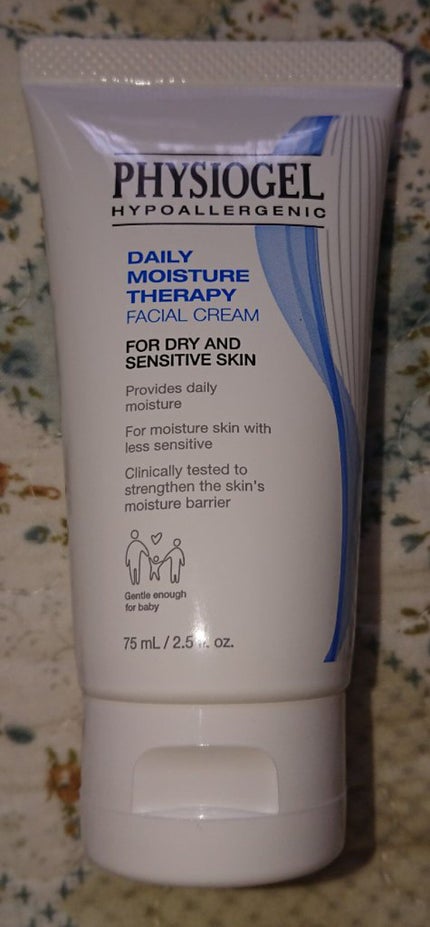 PHYSIOGEL
HYPOALLERGENIC
DAILY
MOISTURE
THERAPY
FACIAL CREAM
FOR DRY AND
SENSITIVE SKIN
Provides daily
moisture
For moisture skin with
less sensitive
Clinically tested to
strengthen the skin's
moisture barrier
Gentle enough
for baby
75 mL / 2.5 oz.